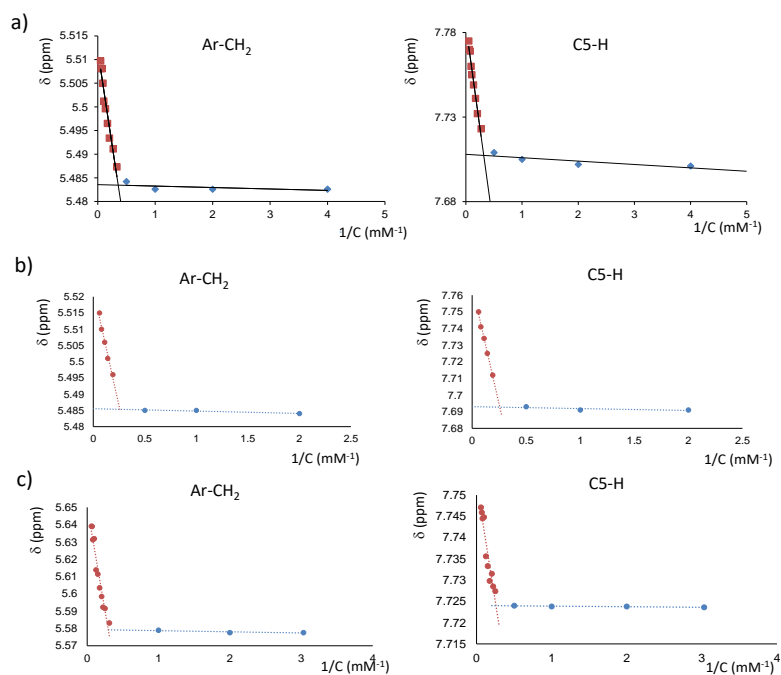 a)
Ar-CH₂
δ (ppm)
5.515
5.51
5.505
5.5
5.495
5.49
5.485
5.48
0 1 2 3 4 5
1/C (mM⁻¹)
C5-H
δ (ppm)
7.78
7.73
7.68
0 1 2 3 4 5
1/C (mM⁻¹)
b)
Ar-CH₂
δ (ppm)
5.52
5.515
5.51
5.505
5.5
5.495
5.49
5.485
5.48
0 0.5 1 1.5 2 2.5
1/C (mM⁻¹)
C5-H
δ (ppm)
7.76
7.75
7.74
7.73
7.72
7.71
7.7
7.69
7.68
0 0.5 1 1.5 2 2.5
1/C (mM⁻¹)
c)
Ar-CH₂
δ (ppm)
5.65
5.64
5.63
5.62
5.61
5.6
5.59
5.58
5.57
0 1 2 3 4
1/C (mM⁻¹)
C5-H
δ (ppm)
7.75
7.745
7.74
7.735
7.73
7.725
7.72
7.715
0 1 2 3 4
1/C (mM⁻¹)